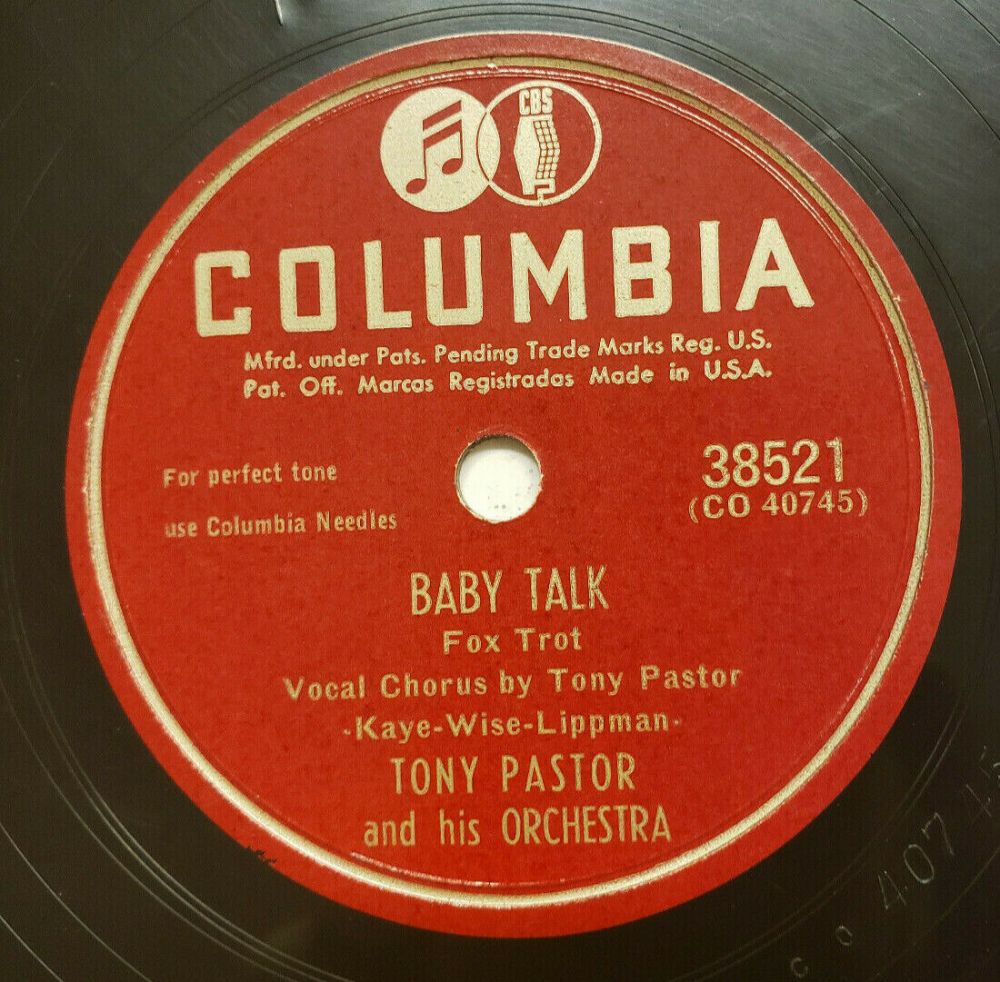 CBS
COLUMBIA
Mfrd. under Pats. Pending Trade Marks Reg. U.S.
Pat. Off. Marcas Registradas Made in U.S.A.
For perfect tone
use Columbia Needles
38521
(CO 40745)
BABY TALK
Fox Trot
Vocal Chorus by Tony Pastor
-Kaye-Wise-Lippman-
TONY PASTOR
and his ORCHESTRA
CO 40745